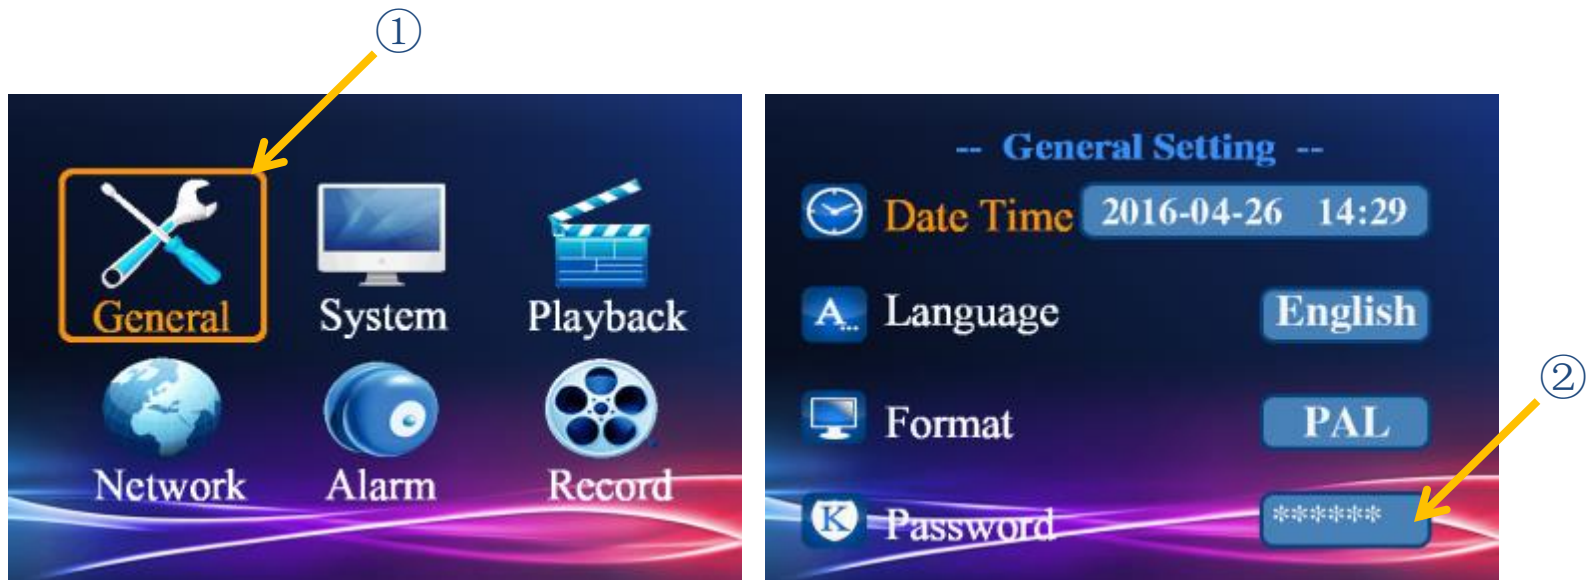 ①
General System Playback
Network Alarm Record
-- General Setting --
Date Time 2016-04-26 14:29
A... Language English
Format PAL
K Password ******
②